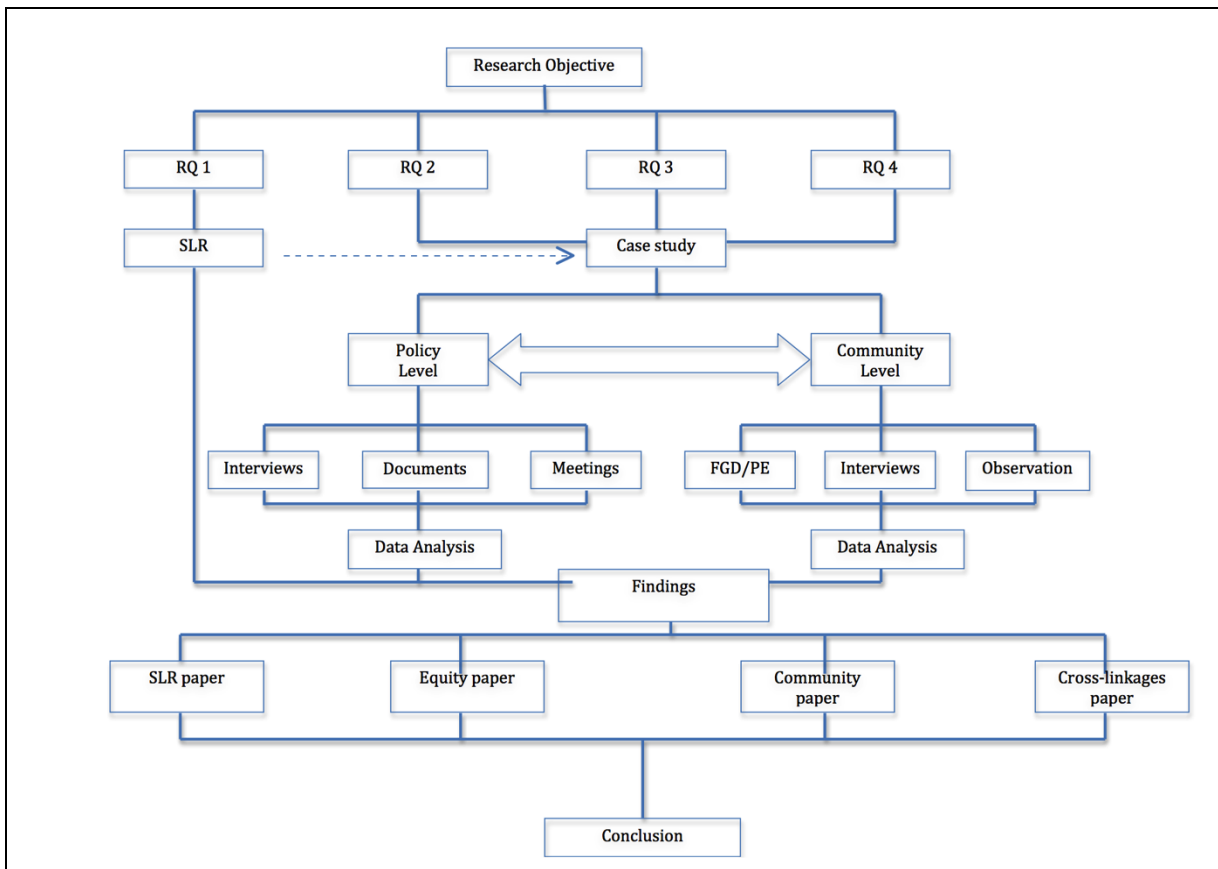 Research Objective
RQ 1
RQ 2
RQ 3
RQ 4
SLR
Case study
Policy
Level
Community
Level
Interviews
Documents
Meetings
FGD/PE
Interviews
Observation
Data Analysis
Data Analysis
Findings
SLR paper
Equity paper
Community
paper
Cross-linkages
paper
Conclusion